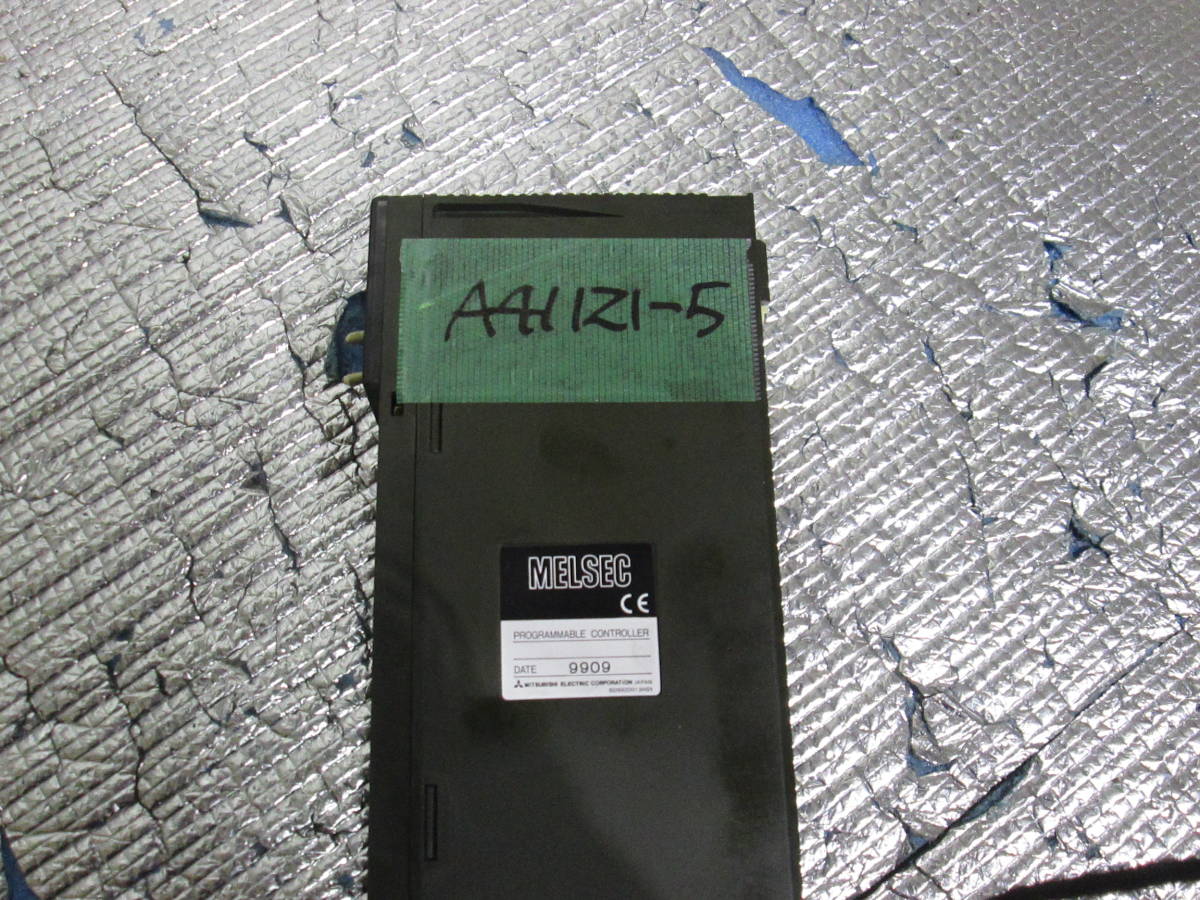 A41121-5
MELSEC
CE
PROGRAMMABLE CONTROLLER
DATE 9909
MITSUBISHI ELECTRIC CORPORATION JAPAN